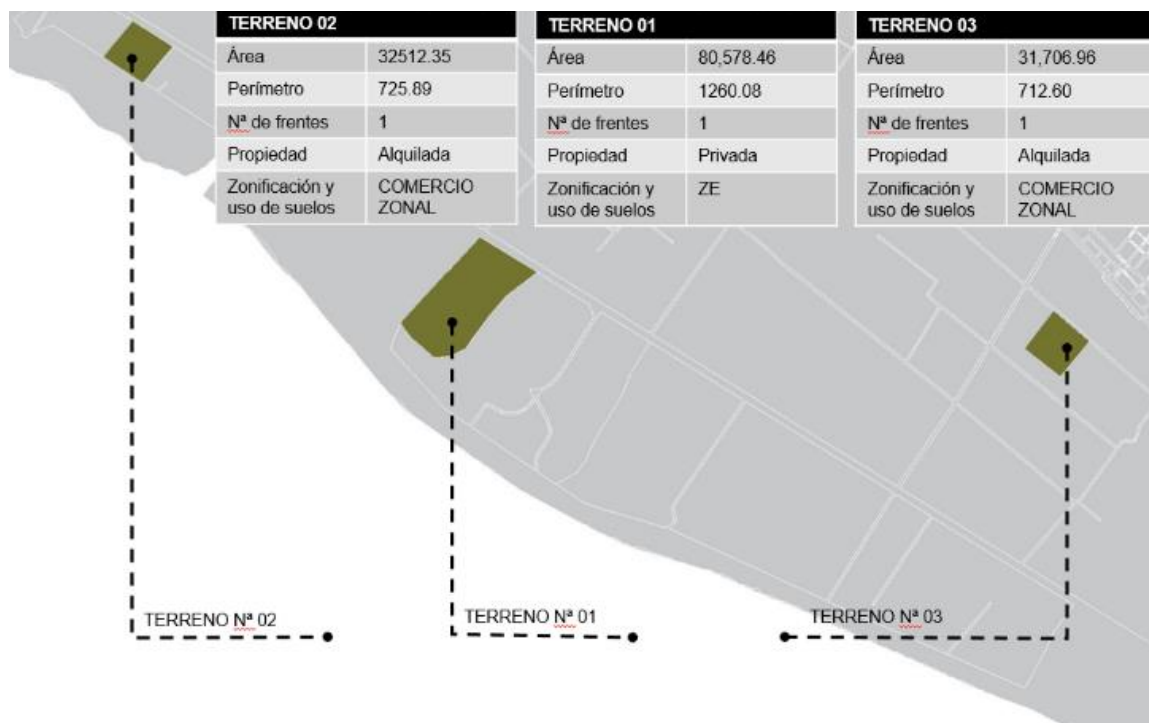 TERRENO 02
Área 32512.35
Perímetro 725.89
Nª de frentes 1
Propiedad Alquilada
Zonificación y uso de suelos COMERCIO ZONAL
TERRENO 01
Área 80,578.46
Perímetro 1260.08
Nª de frentes 1
Propiedad Privada
Zonificación y uso de suelos ZE
TERRENO 03
Área 31,706.96
Perímetro 712.60
Nª de frentes 1
Propiedad Alquilada
Zonificación y uso de suelos COMERCIO ZONAL
TERRENO Nª 02
TERRENO Nª 01
TERRENO Nª 03